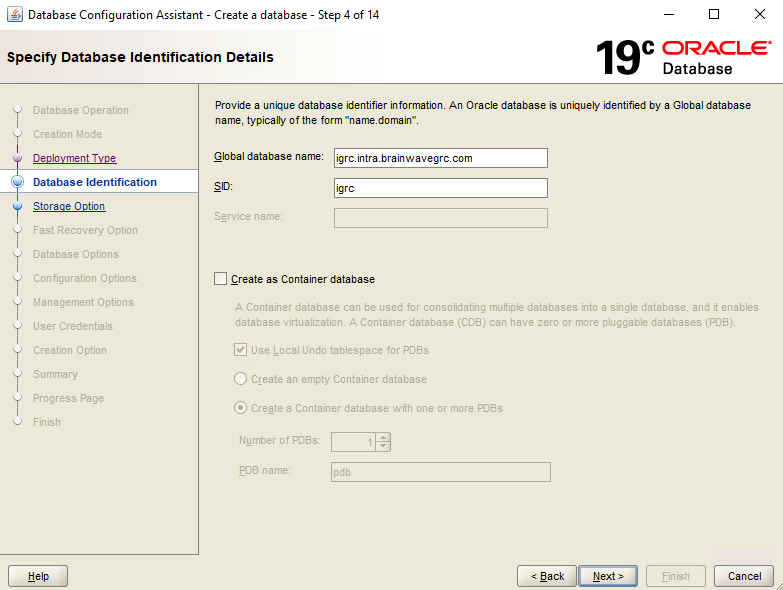 Database Configuration Assistant - Create a database - Step 4 of 14
Specify Database Identification Details
19c ORACLE
Database
Database Operation
Creation Mode
Deployment Type
Database Identification
Storage Option
Fast Recovery Option
Database Options
Configuration Options
Management Options
User Credentials
Creation Option
Summary
Progress Page
Finish
Provide a unique database identifier information. An Oracle database is uniquely identified by a Global database
name, typically of the form "name.domain".
Global database name: igrc.intra.brainwavegrc.com
SID: igrc
Service name:
Create as Container database
A Container database can be used for consolidating multiple databases into a single database, and it enables
database virtualization. A Container database (CDB) can have zero or more pluggable databases (PDB).
Use Local Undo tablespace for PDBs
Create an empty Container database
Create a Container database with one or more PDBs
Number of PDBs: 1
PDB name: pdb
Help
< Back
Next >
Finish
Cancel